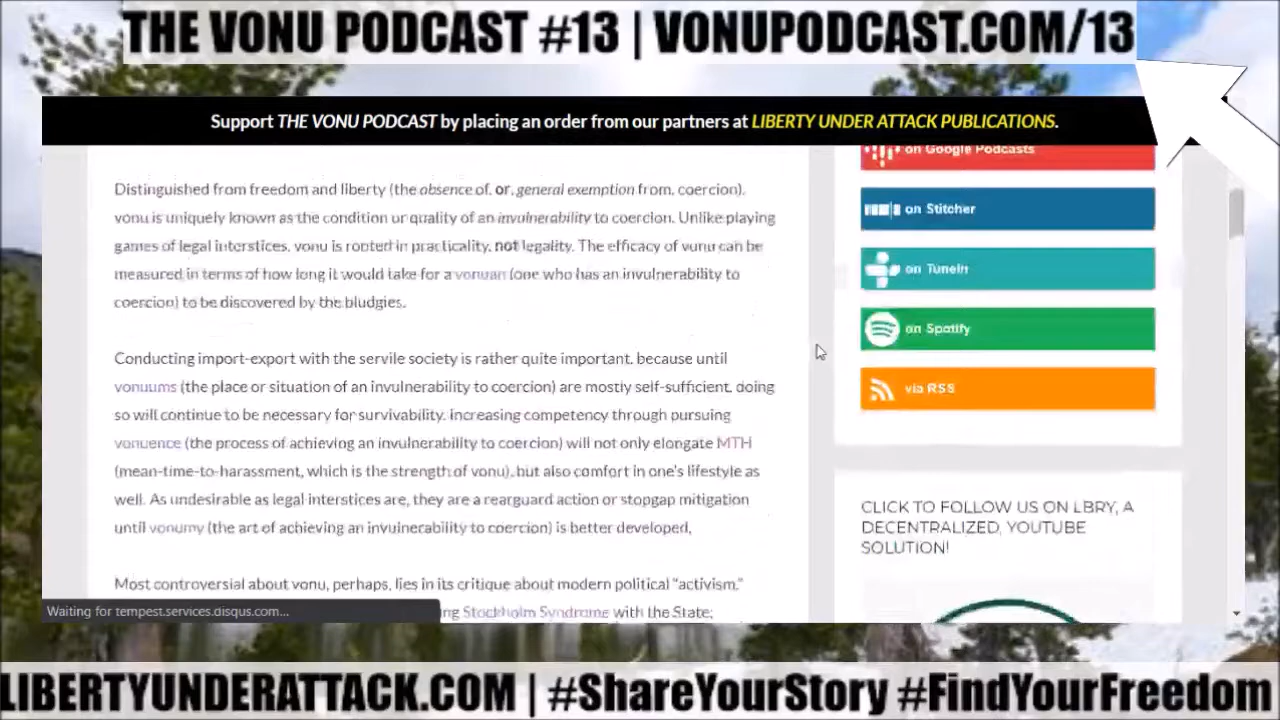 THE VONU PODCAST #13 | VONUPODCAST.COM/13
Support THE VONU PODCAST by placing an order from our partners at LIBERTY UNDER ATTACK PUBLICATIONS.
Distinguished from freedom and liberty (the absence of, or, general exemption from, coercion),
vonu is uniquely known as the condition or quality of an invulnerability to coercion. Unlike playing
games of legal interstices, vonu is rooted in practicality, not legality. The efficacy of vonu can be
measured in terms of how long it would take for a vonuan (one who has an invulnerability to
coercion) to be discovered by the bludgies.
Conducting import-export with the servile society is rather quite important, because until
vonuums (the place or situation of an invulnerability to coercion) are mostly self-sufficient, doing
so will continue to be necessary for survivability. Increasing competency through pursuing
vonuence (the process of achieving an invulnerability to coercion) will not only elongate MTH
(mean-time-to-harassment, which is the strength of vonu), but also comfort in one's lifestyle as
well. As undesirable as legal interstices are, they are a rearguard action or stopgap mitigation
until vonumy (the art of achieving an invulnerability to coercion) is better developed.
Most controversial about vonu, perhaps, lies in its critique about modern political "activism."
ng Stockholm Syndrome with the State;
Waiting for tempest.services.disqus.com...
on Google Podcasts
on Stitcher
on TuneIn
on Spotify
via RSS
CLICK TO FOLLOW US ON LBRY, A
DECENTRALIZED, YOUTUBE
SOLUTION!
LIBERTYUNDERATTACK.COM | #ShareYourStory #FindYourFreedom